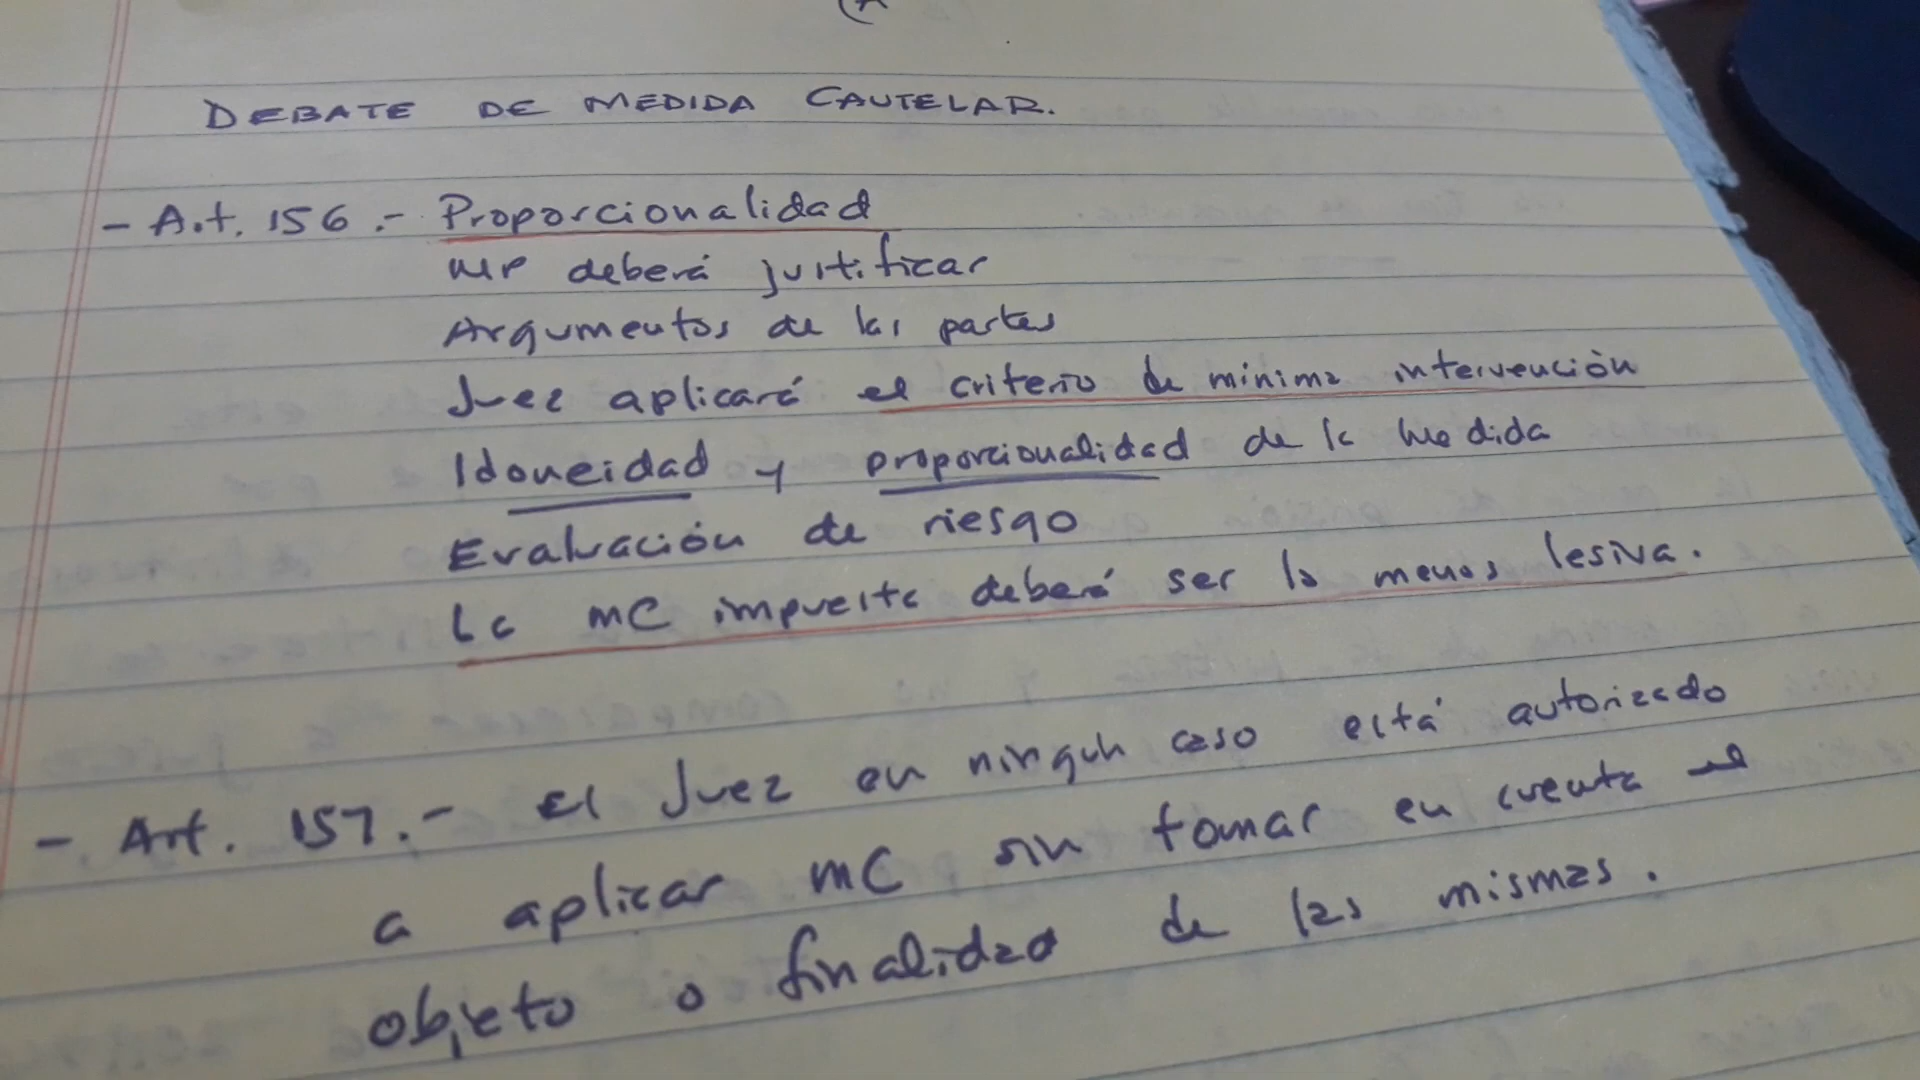 DEBATE DE MEDIDA CAUTELAR.
- Art. 156.- Proporcionalidad
MP deberá justificar
Argumentos de las partes
Juez aplicará el criterio de mínima intervención
Idoneidad y proporcionalidad de la medida
Evaluación de riesgo
La MC impuesta deberá ser la menos lesiva.
- Art. 157.- El Juez en ningún caso está autorizado
a aplicar MC sin tomar en cuenta el
objeto o finalidad de las mismas.